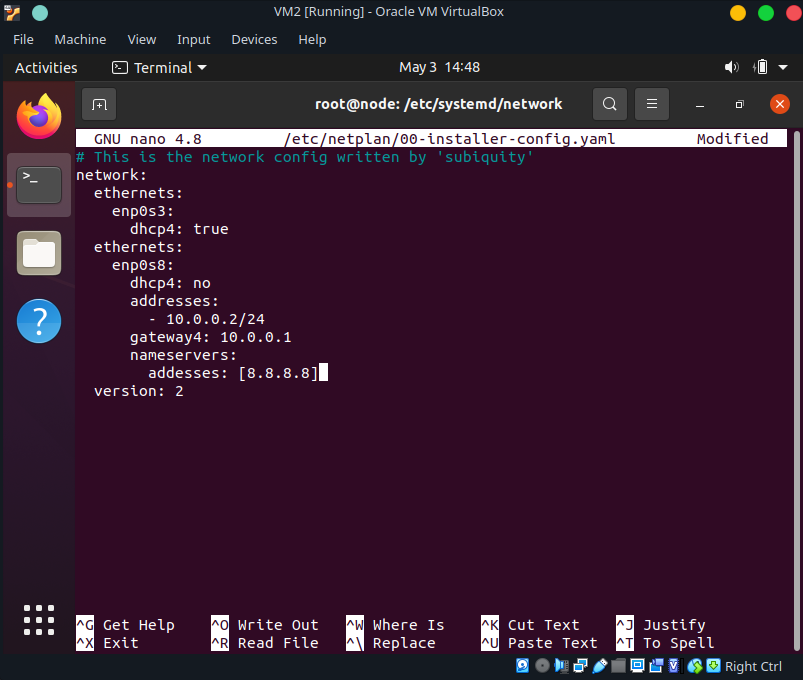 VM2 [Running] - Oracle VM VirtualBox
File Machine View Input Devices Help
Activities Terminal May 3 14:48
root@node: /etc/systemd/network
GNU nano 4.8 /etc/netplan/00-installer-config.yaml Modified
# This is the network config written by 'subiquity'
network:
  ethernets:
    enp0s3:
      dhcp4: true
  ethernets:
    enp0s8:
      dhcp4: no
      addresses:
        - 10.0.0.2/24
      gateway4: 10.0.0.1
      nameservers:
        addesses: [8.8.8.8]
  version: 2
^G Get Help ^O Write Out ^W Where Is ^K Cut Text ^J Justify
^X Exit ^R Read File ^\ Replace ^U Paste Text ^T To Spell
Right Ctrl